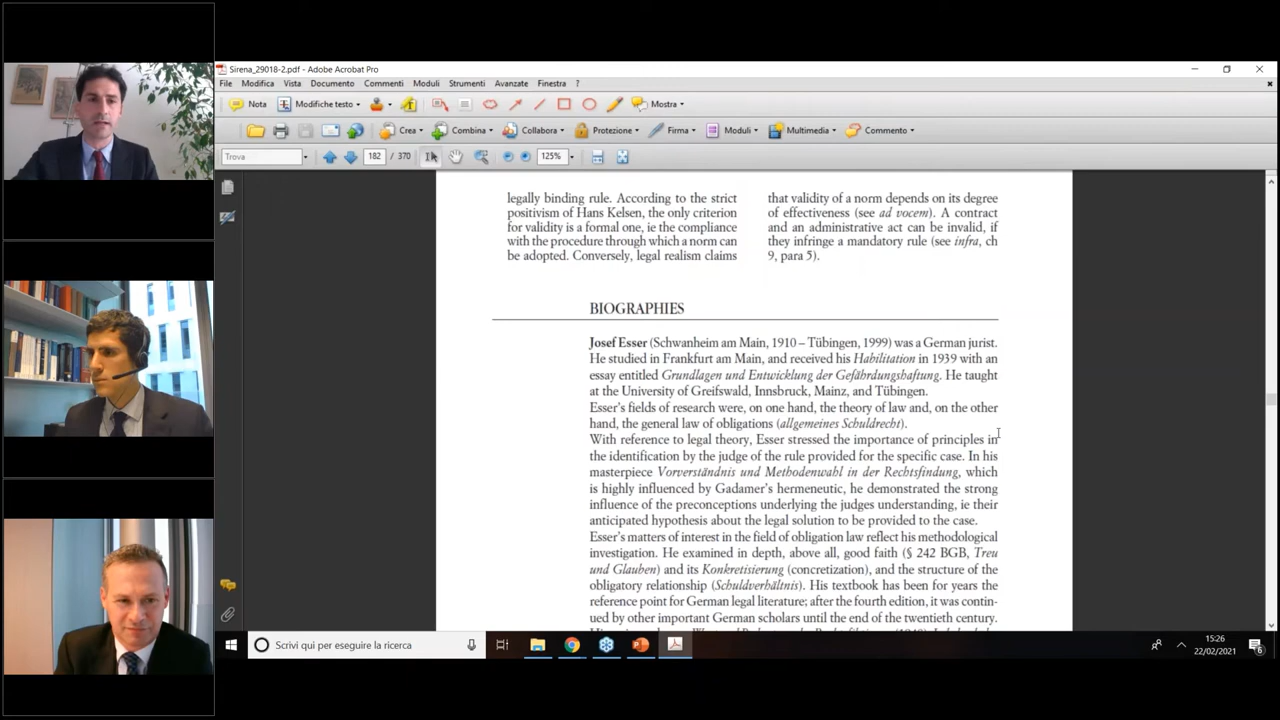 Sirena_29018-2.pdf - Adobe Acrobat Pro
File Modifica Vista Documento Commenti Moduli Strumenti Avanzate Finestra ?
Nota Modifiche testo Mostra
Crea Combina Collabora Protezione Firma Moduli Multimedia Commento
Trova 182 / 370 125%
legally binding rule. According to the strict
positivism of Hans Kelsen, the only criterion
for validity is a formal one, ie the compliance
with the procedure through which a norm can
be adopted. Conversely, legal realism claims
that validity of a norm depends on its degree
of effectiveness (see ad vocem). A contract
and an administrative act can be invalid, if
they infringe a mandatory rule (see infra, ch
9, para 5).
BIOGRAPHIES
Josef Esser (Schwanheim am Main, 1910 – Tübingen, 1999) was a German jurist.
He studied in Frankfurt am Main, and received his Habilitation in 1939 with an
essay entitled Grundlagen und Entwicklung der Gefährdungshaftung. He taught
at the University of Greifswald, Innsbruck, Mainz, and Tübingen.
Esser's fields of research were, on one hand, the theory of law and, on the other
hand, the general law of obligations (allgemeines Schuldrecht).
With reference to legal theory, Esser stressed the importance of principles in
the identification by the judge of the rule provided for the specific case. In his
masterpiece Vorverständnis und Methodenwahl in der Rechtsfindung, which
is highly influenced by Gadamer's hermeneutic, he demonstrated the strong
influence of the preconceptions underlying the judges understanding, ie their
anticipated hypothesis about the legal solution to be provided to the case.
Esser's matters of interest in the field of obligation law reflect his methodological
investigation. He examined in depth, above all, good faith (§ 242 BGB, Treu
und Glauben) and its Konkretisierung (concretization), and the structure of the
obligatory relationship (Schuldverhältnis). His textbook has been for years the
reference point for German legal literature; after the fourth edition, it was contin-
ued by other important German scholars until the end of the twentieth century.
Scrivi qui per eseguire la ricerca
15:26
22/02/2021
6